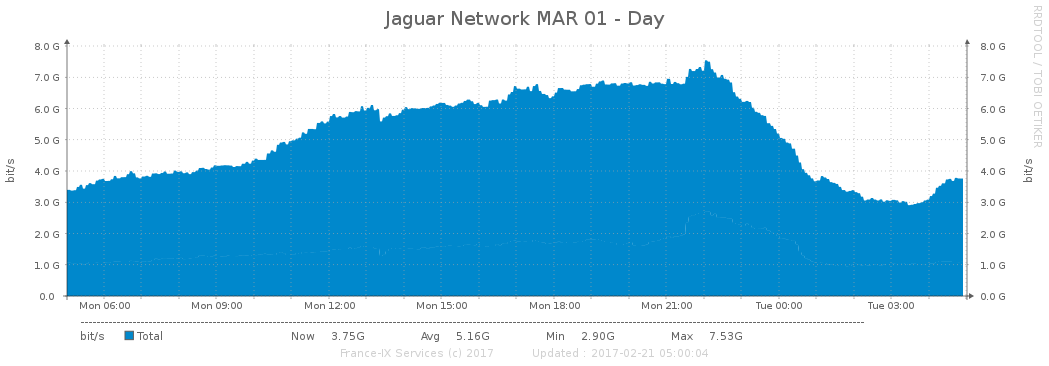 Jaguar Network MAR 01 - Day
RRDTOOL / TOBI OETIKER
8.0 G 8.0 G
7.0 G 7.0 G
6.0 G 6.0 G
5.0 G 5.0 G
4.0 G 4.0 G
3.0 G 3.0 G
2.0 G 2.0 G
1.0 G 1.0 G
0.0 0.0 G
bit/s
bit/s
Mon 06:00 Mon 09:00 Mon 12:00 Mon 15:00 Mon 18:00 Mon 21:00 Tue 00:00 Tue 03:00
bit/s Total Now 3.75G Avg 5.16G Min 2.90G Max 7.53G
France-IX Services (c) 2017 Updated : 2017-02-21 05:00:04